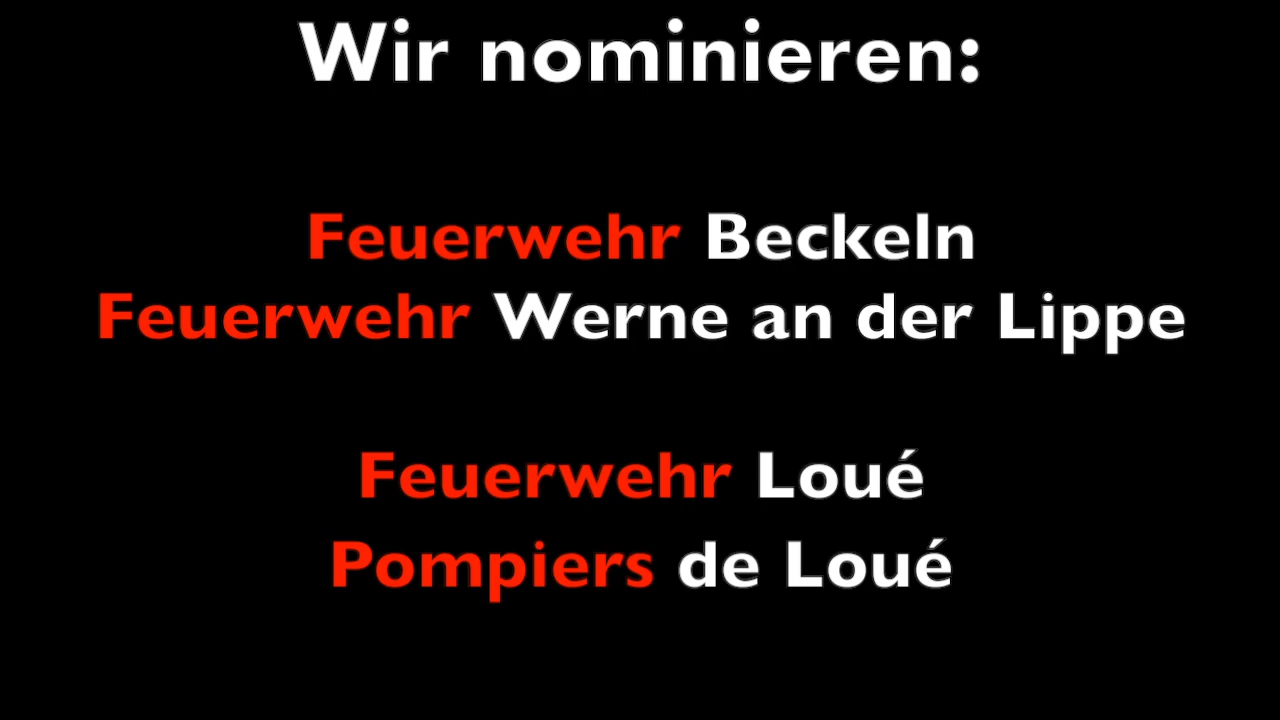 Wir nominieren:
Feuerwehr Beckeln
Feuerwehr Werne an der Lippe
Feuerwehr Loué
Pompiers de Loué